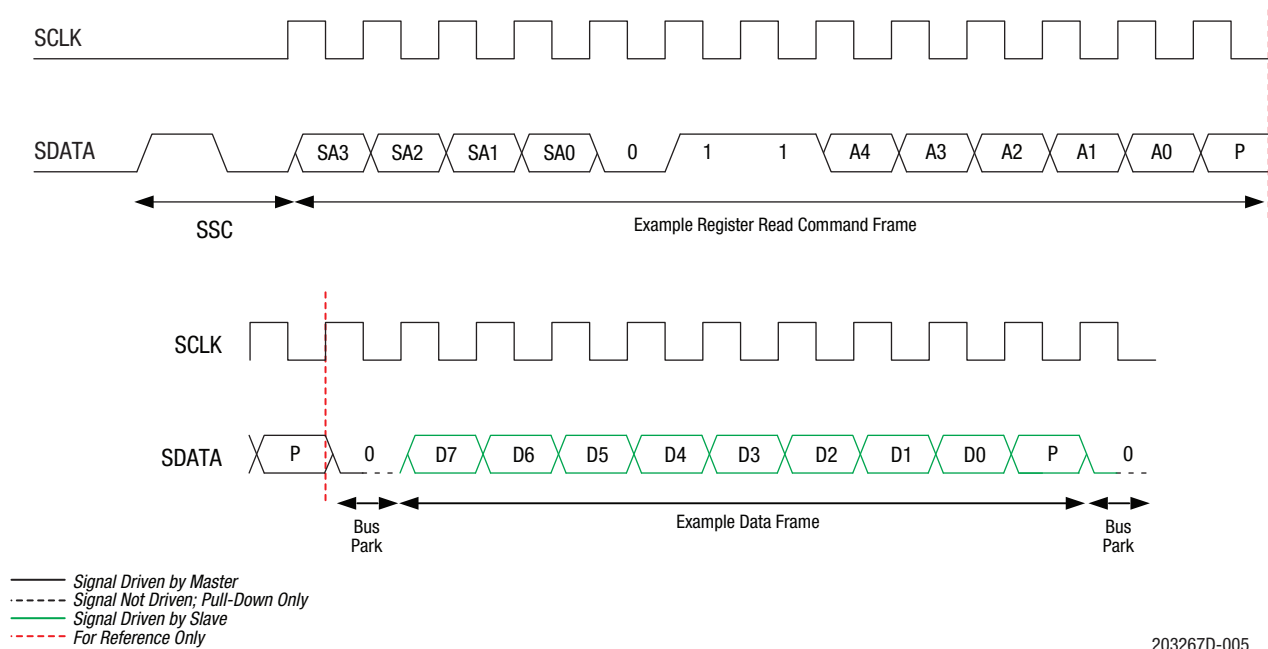 SCLK
SDATA SA3 SA2 SA1 SA0 0 1 1 A4 A3 A2 A1 A0 P
SSC
Example Register Read Command Frame
SCLK
SDATA P 0 D7 D6 D5 D4 D3 D2 D1 D0 P 0
Bus
Park
Example Data Frame
Bus
Park
Signal Driven by Master
Signal Not Driven; Pull-Down Only
Signal Driven by Slave
For Reference Only
203267D-005